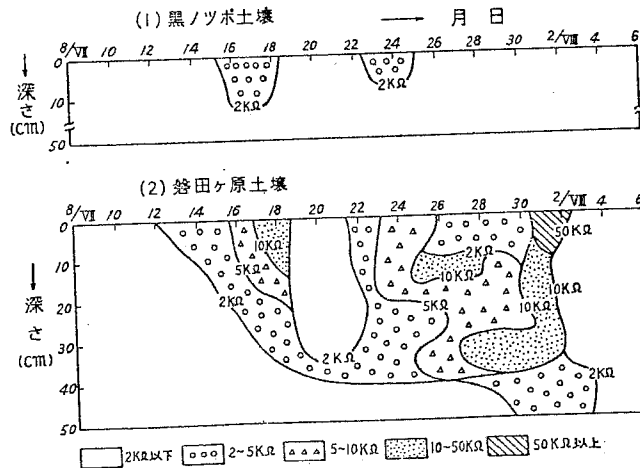 (1) 黒ノツポ土壌 → 月 日
8/Ⅶ 10 12 14 16 18 20 22 24 26 28 30 2/Ⅷ 4 6
0
10
50
↓深さ(CM)
2KΩ 2KΩ
(2) 磐田ヶ原土壌
8/Ⅶ 10 12 14 16 18 20 22 24 26 28 30 2/Ⅷ 4 6
0
10
20
30
40
50
↓深さ(CM)
10KΩ 50KΩ
5KΩ 2KΩ
2KΩ 10KΩ 10KΩ
5KΩ 10KΩ
2KΩ 2KΩ
2KΩ以下 2~5KΩ 5~10KΩ 10~50KΩ 50KΩ以上